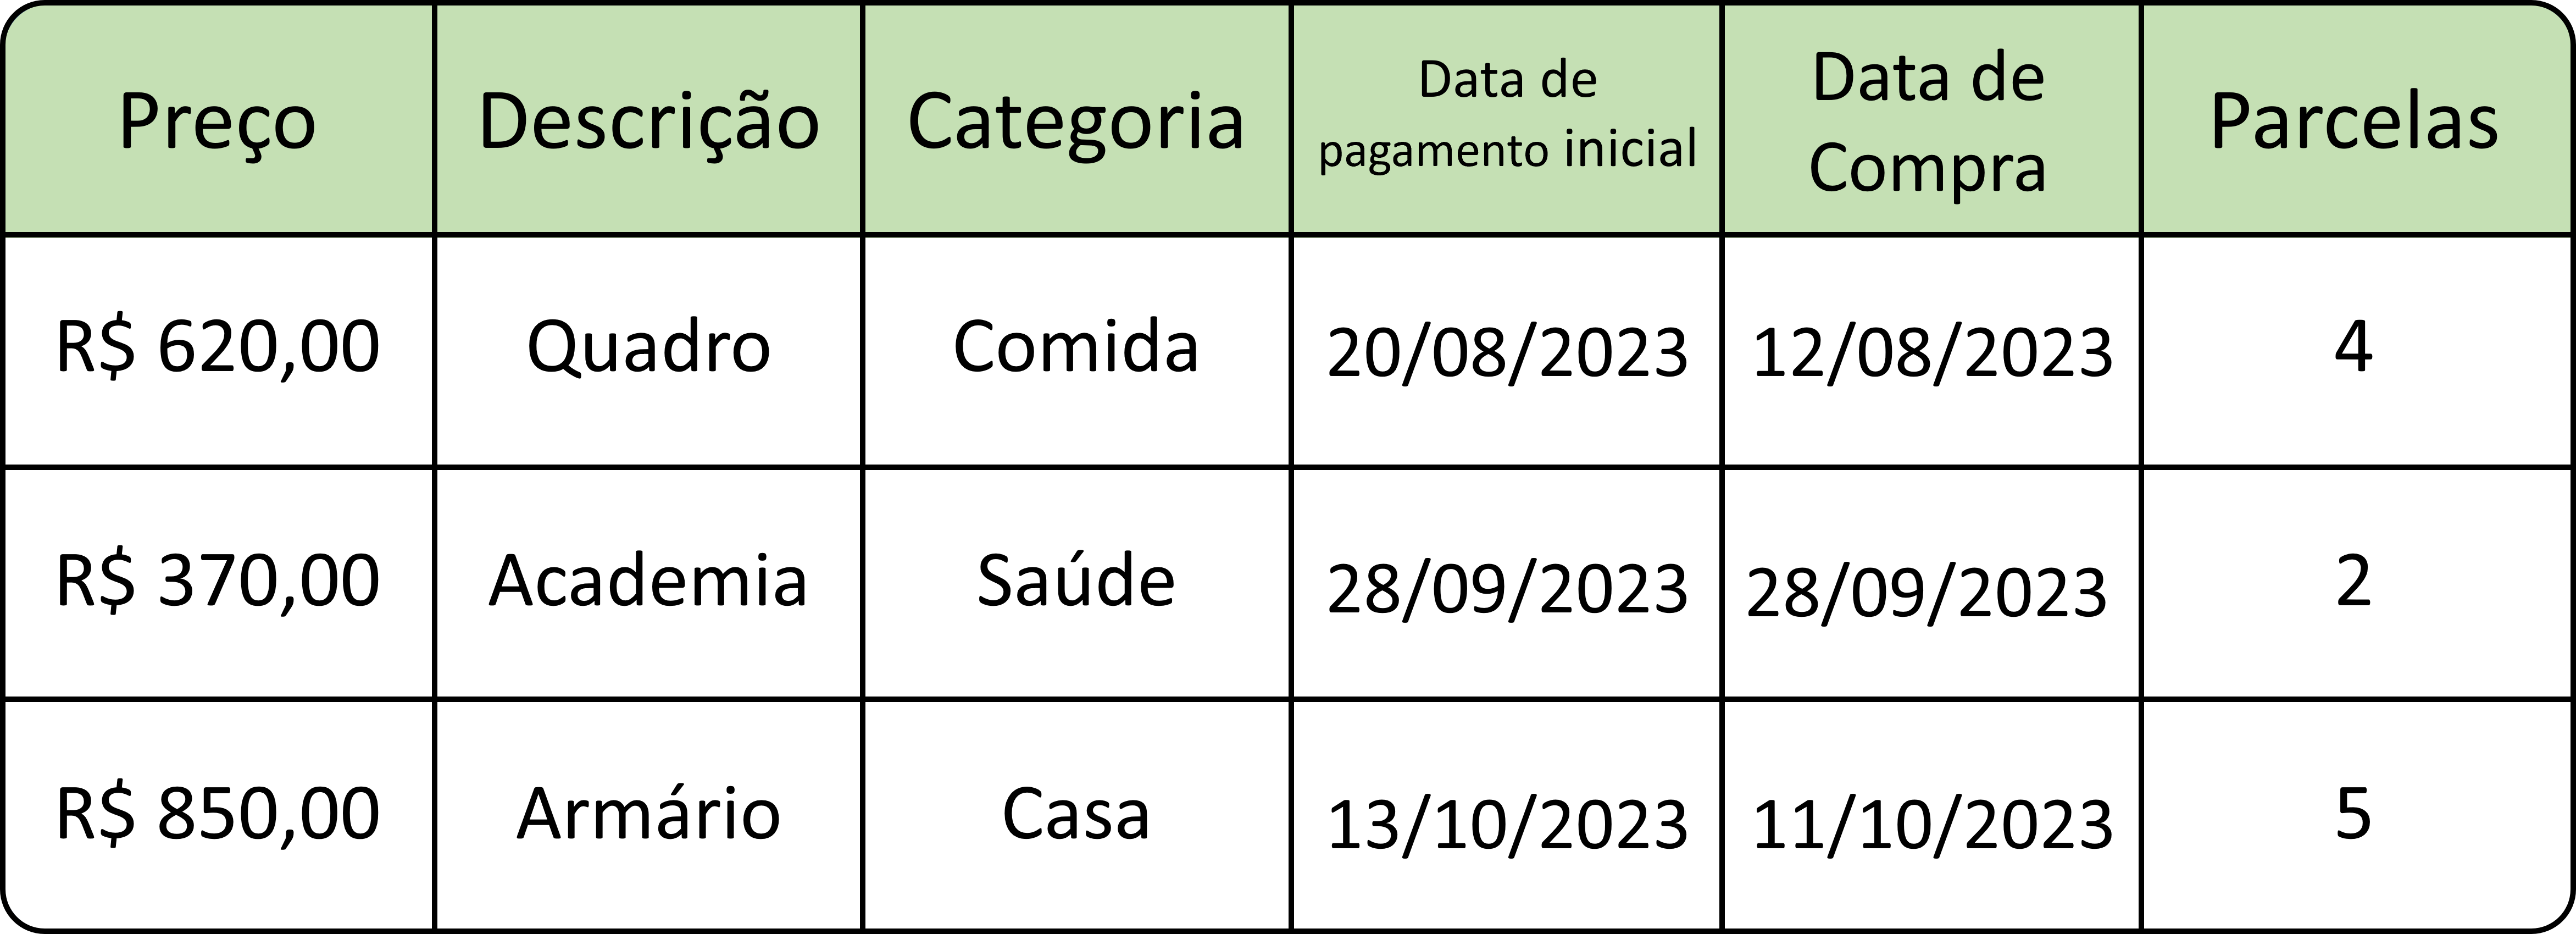 Preço Descrição Categoria Data de pagamento inicial Data de Compra Parcelas
R$ 620,00 Quadro Comida 20/08/2023 12/08/2023 4
R$ 370,00 Academia Saúde 28/09/2023 28/09/2023 2
R$ 850,00 Armário Casa 13/10/2023 11/10/2023 5